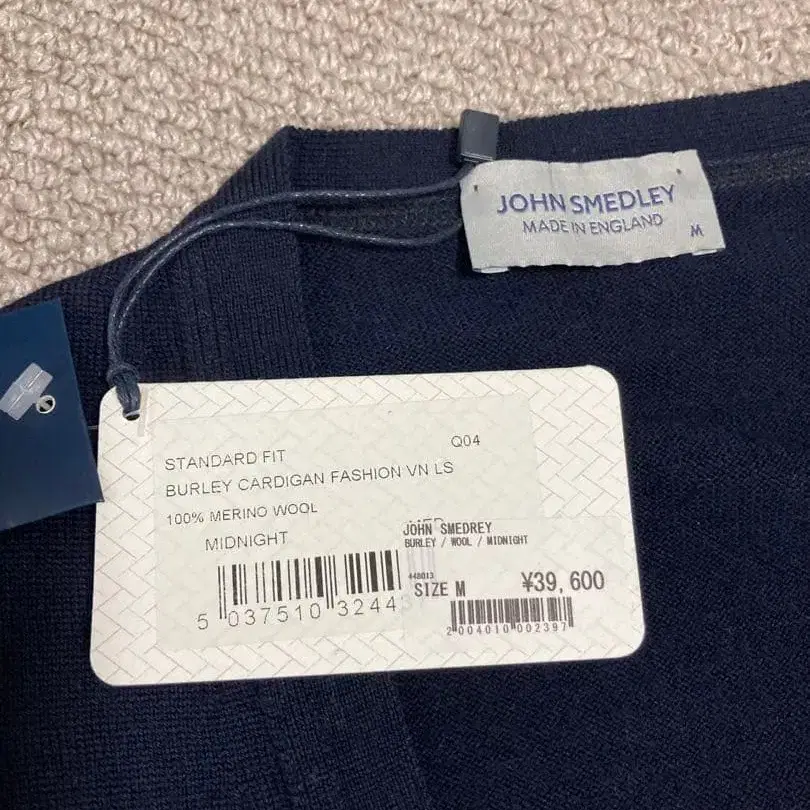 JOHN SMEDLEY
MADE IN ENGLAND
M
STANDARD FIT Q04
BURLEY CARDIGAN FASHION VN LS
100% MERINO WOOL
MIDNIGHT
5 037510 3244
JOHN SMEDREY
BURLEY / WOOL / MIDNIGHT
448013
SIZE M ¥39,600
2004010002397